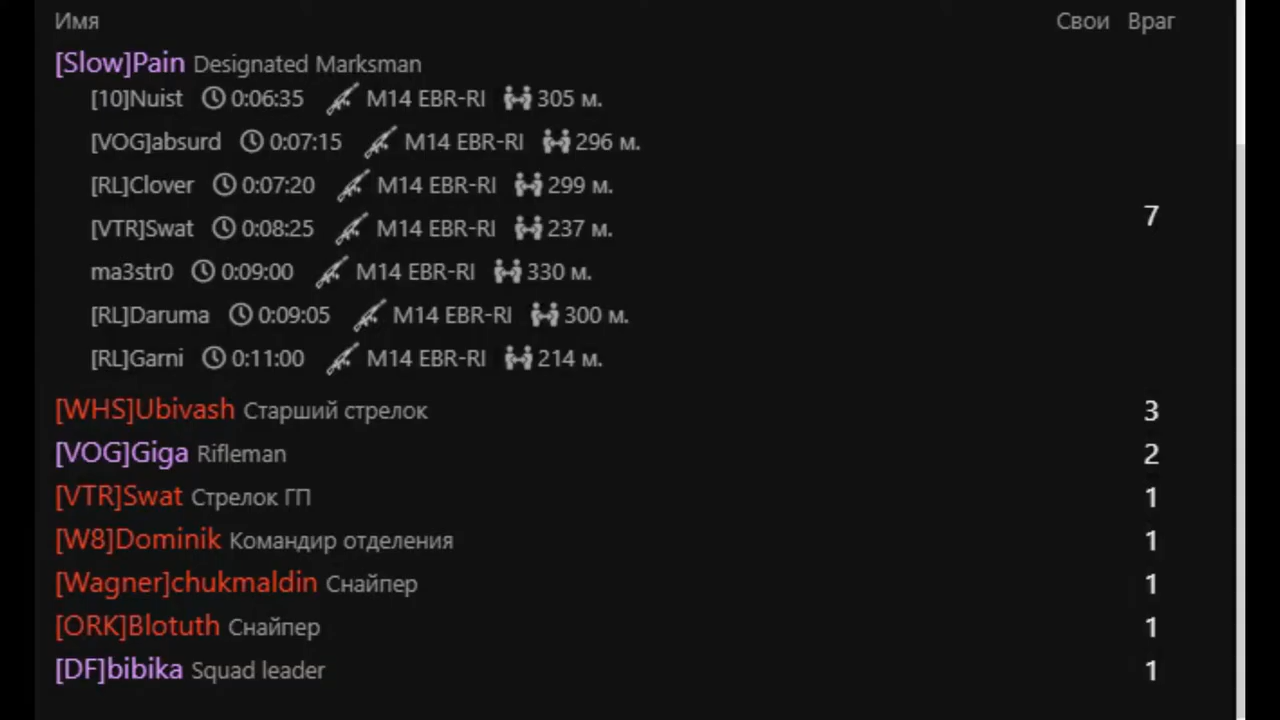 Имя Свои Враг
[Slow]Pain Designated Marksman
[10]Nuist 0:06:35 M14 EBR-RI 305 м.
[VOG]absurd 0:07:15 M14 EBR-RI 296 м.
[RL]Clover 0:07:20 M14 EBR-RI 299 м.
[VTR]Swat 0:08:25 M14 EBR-RI 237 м.
7
ma3str0 0:09:00 M14 EBR-RI 330 м.
[RL]Daruma 0:09:05 M14 EBR-RI 300 м.
[RL]Garni 0:11:00 M14 EBR-RI 214 м.
[WHS]Ubivash Старший стрелок 3
[VOG]Giga Rifleman 2
[VTR]Swat Стрелок ГП 1
[W8]Dominik Командир отделения 1
[Wagner]chukmaldin Снайпер 1
[ORK]Blotuth Снайпер 1
[DF]bibika Squad leader 1